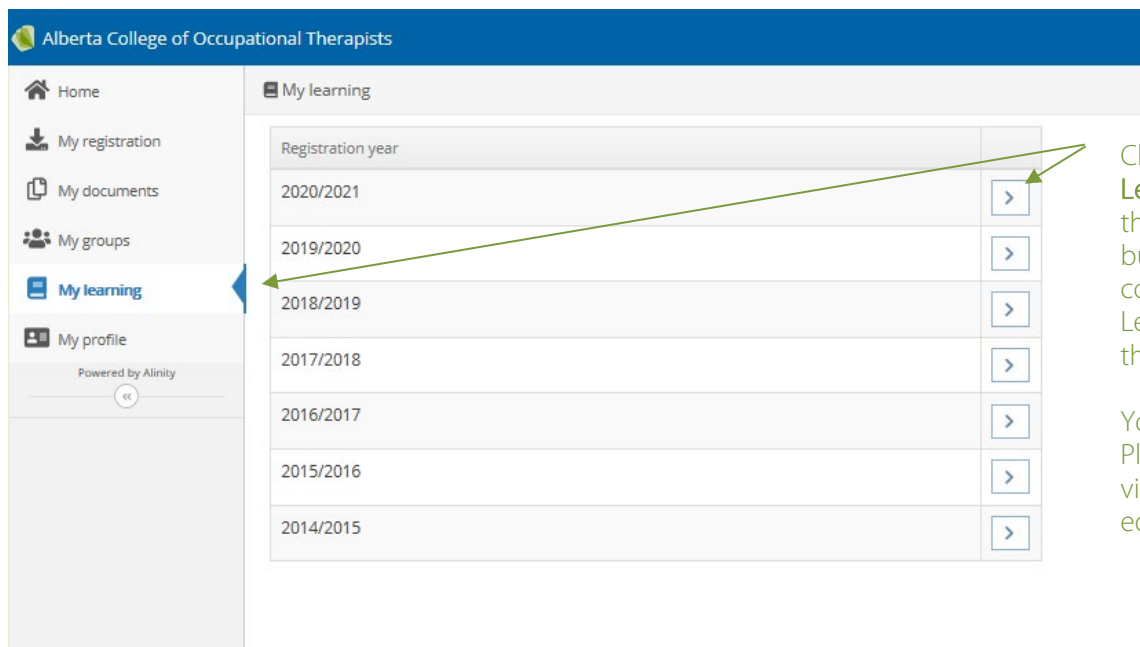 Alberta College of Occupational Therapists
Home
My registration
My documents
My groups
My learning
My profile
Powered by Alinity
My learning
Registration year
2020/2021
2019/2020
2018/2019
2017/2018
2016/2017
2015/2016
2014/2015